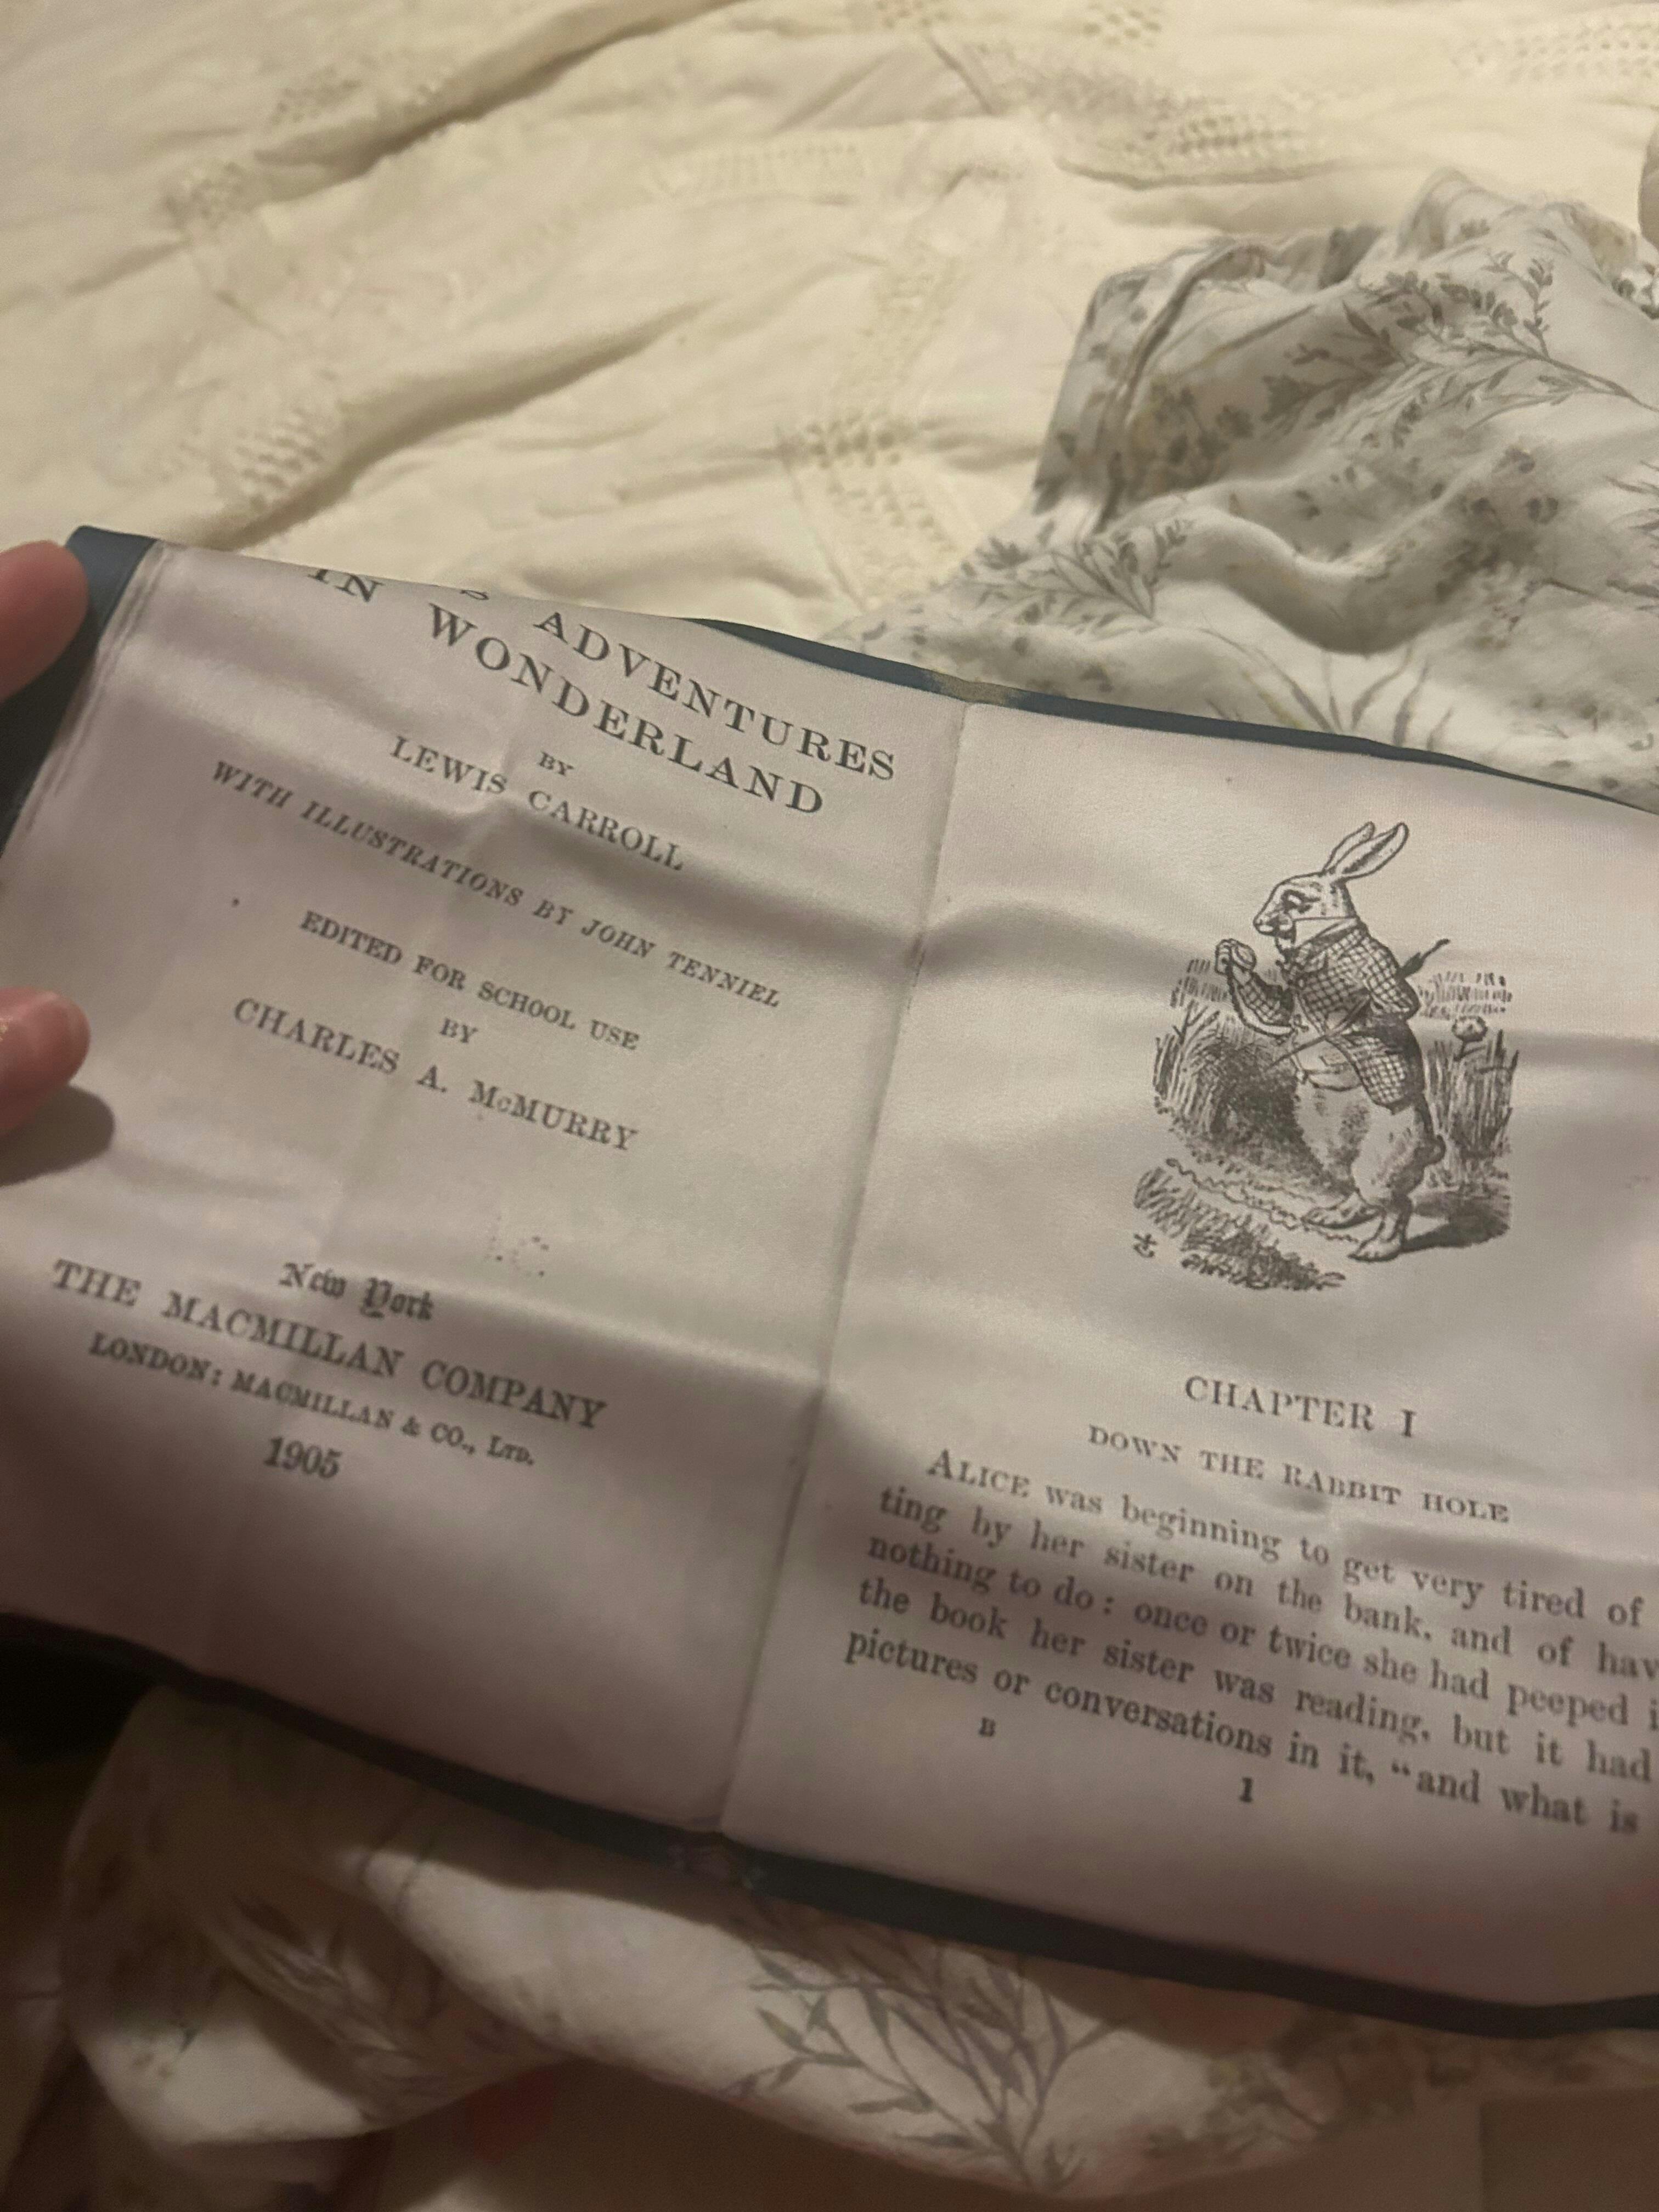 S ADVENTURES
IN WONDERLAND
BY
LEWIS CARROLL
WITH ILLUSTRATIONS BY JOHN TENNIEL
EDITED FOR SCHOOL USE
BY
CHARLES A. McMURRY
New York
THE MACMILLAN COMPANY
LONDON: MACMILLAN & CO., LTD.
1905
CHAPTER I
DOWN THE RABBIT HOLE
ALICE was beginning to get very tired of
ting by her sister on the bank, and of hav
nothing to do: once or twice she had peeped i
the book her sister was reading, but it had
pictures or conversations in it, “and what is
B
1